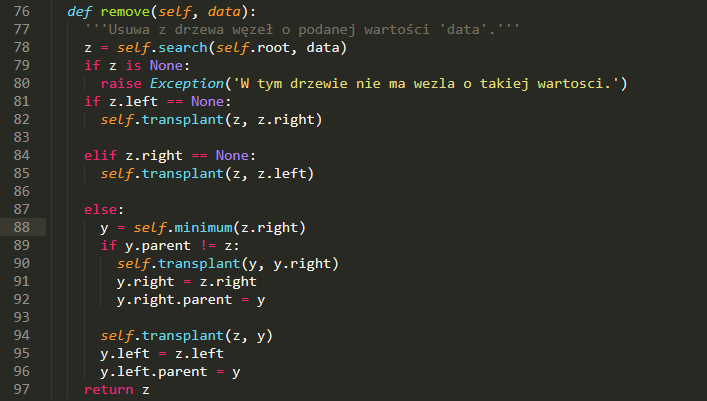 76 def remove(self, data):
77 '''Usuwa z drzewa węzeł o podanej wartości 'data'.'''
78 z = self.search(self.root, data)
79 if z is None:
80 raise Exception('W tym drzewie nie ma wezla o takiej wartosci.')
81 if z.left == None:
82 self.transplant(z, z.right)
83
84 elif z.right == None:
85 self.transplant(z, z.left)
86
87 else:
88 y = self.minimum(z.right)
89 if y.parent != z:
90 self.transplant(y, y.right)
91 y.right = z.right
92 y.right.parent = y
93
94 self.transplant(z, y)
95 y.left = z.left
96 y.left.parent = y
97 return z